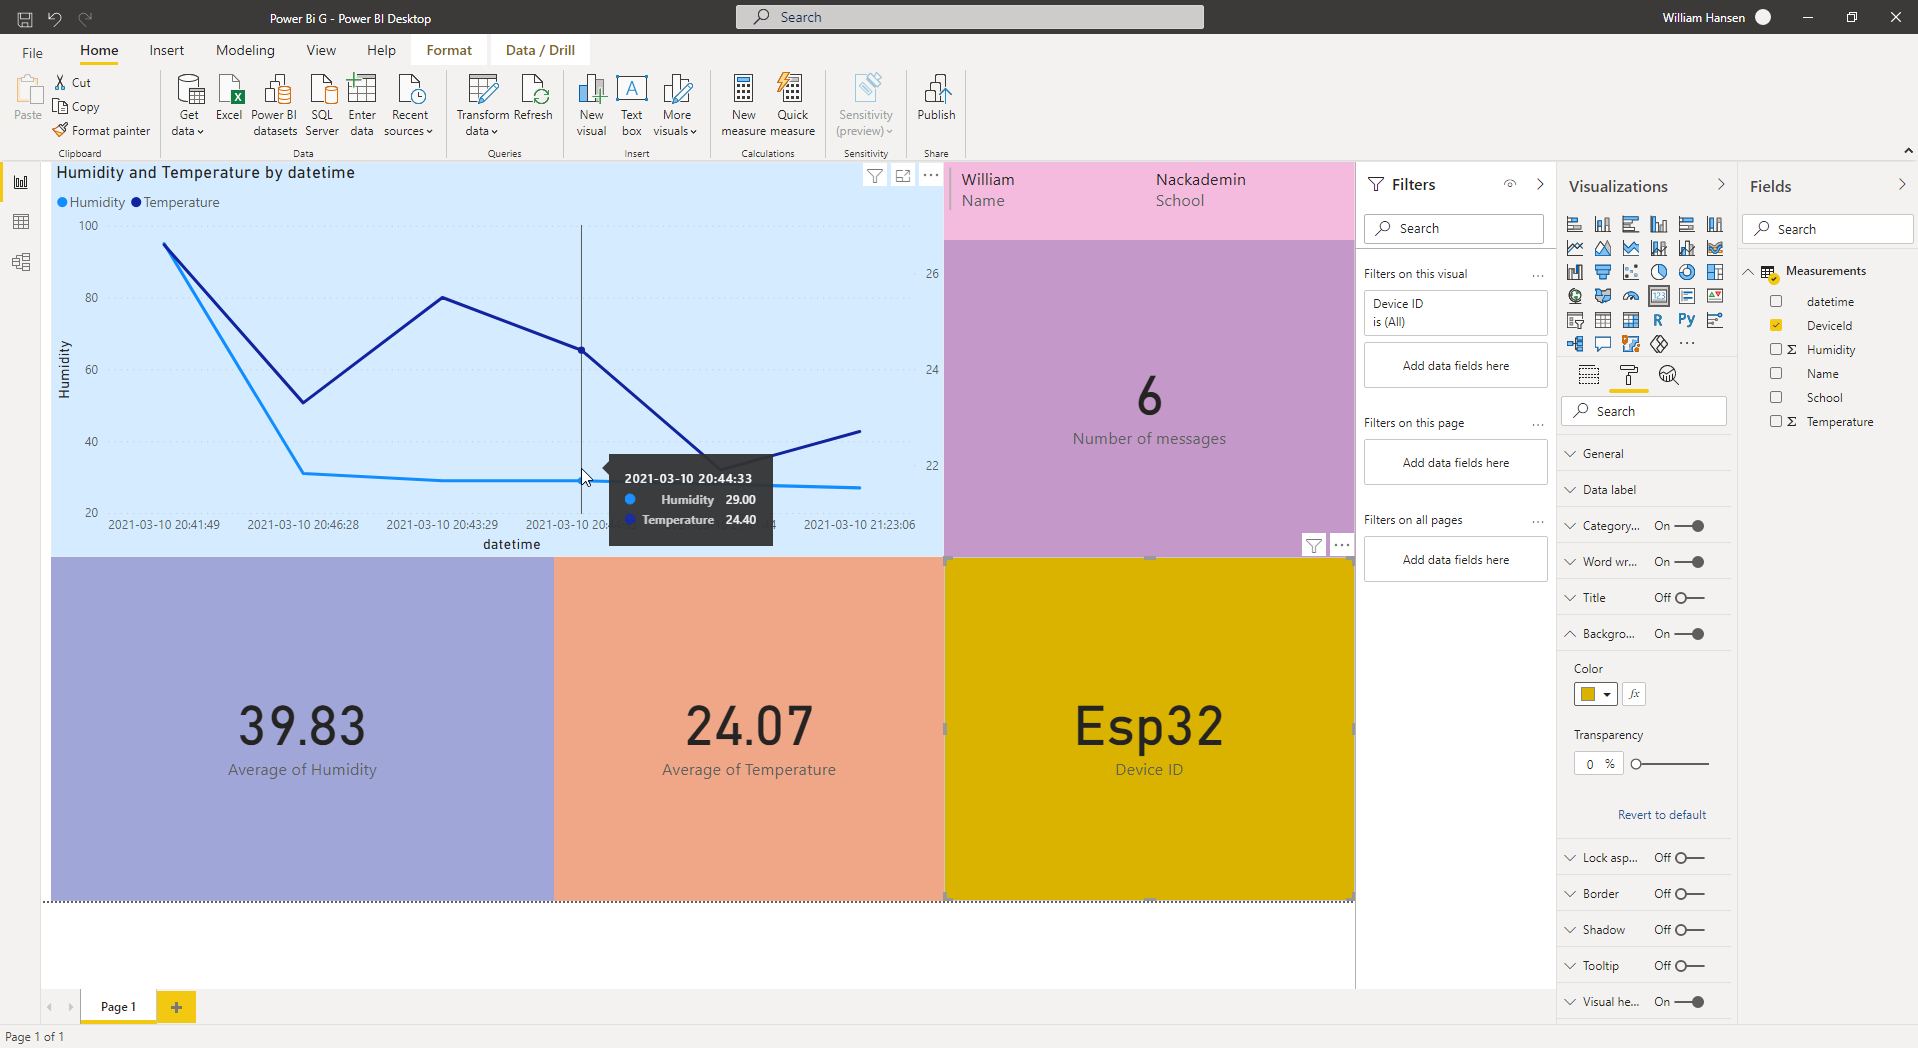 Power Bi G - Power BI Desktop
Search
William Hansen
File
Home
Insert
Modeling
View
Help
Format
Data / Drill
Paste
Cut
Copy
Format painter
Clipboard
Get data
Excel
Power BI datasets
SQL Server
Enter data
Recent sources
Data
Transform data
Refresh
Queries
New visual
Text box
More visuals
Insert
New measure
Quick measure
Calculations
Sensitivity (preview)
Sensitivity
Publish
Share
Humidity and Temperature by datetime
Humidity
Temperature
100
80
60
40
20
Humidity
26
24
22
2021-03-10 20:41:49
2021-03-10 20:46:28
2021-03-10 20:43:29
2021-03-10 20:4
4
2021-03-10 21:23:06
datetime
2021-03-10 20:44:33
Humidity 29.00
Temperature 24.40
William
Name
Nackademin
School
6
Number of messages
39.83
Average of Humidity
24.07
Average of Temperature
Esp32
Device ID
Filters
Search
Filters on this visual
...
Device ID
is (All)
Add data fields here
Filters on this page
...
Add data fields here
Filters on all pages
...
Add data fields here
Visualizations
123
R
Py
...
Search
General
Data label
Category... On
Word wr... On
Title Off
Backgro... On
Color
fx
Transparency
0 %
Revert to default
Lock asp... Off
Border Off
Shadow Off
Tooltip Off
Visual he... On
Fields
Search
Measurements
datetime
DeviceId
Σ Humidity
Name
School
Σ Temperature
Page 1
+
Page 1 of 1